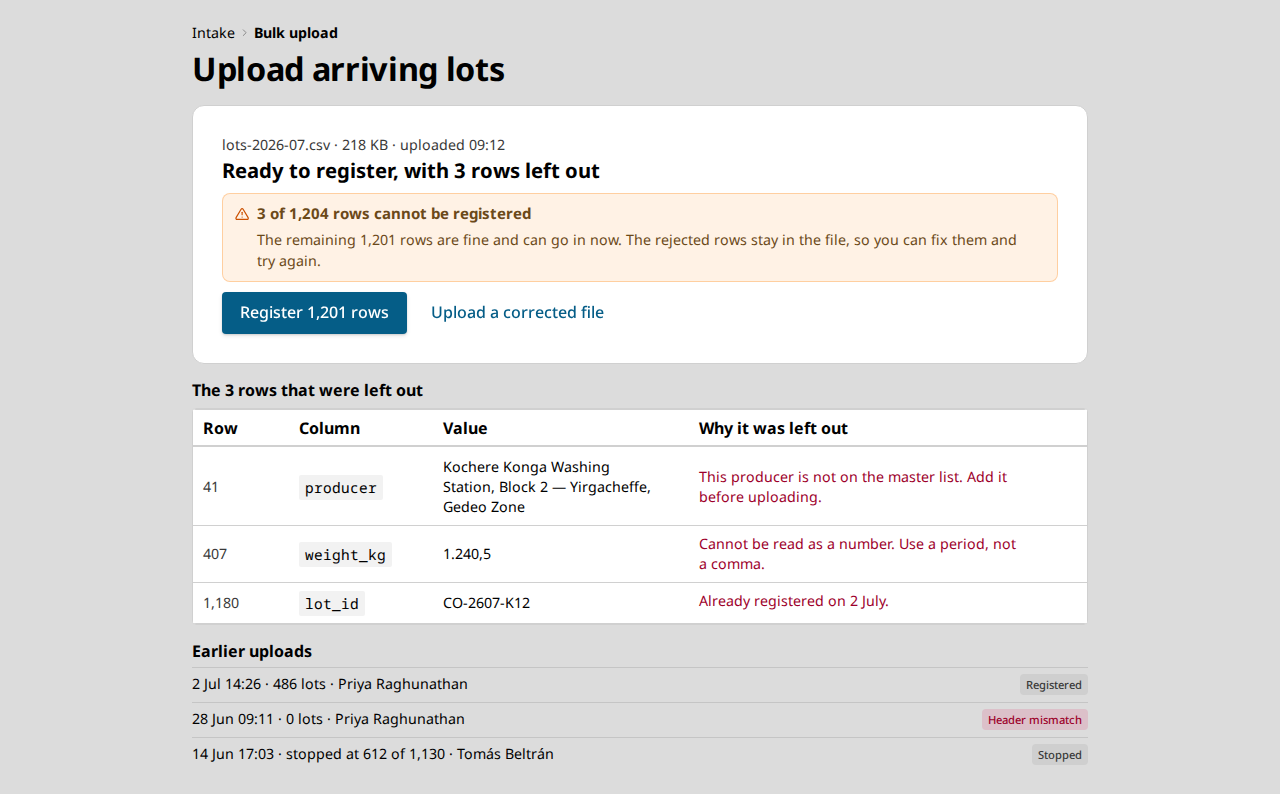 Intake › Bulk upload
Upload arriving lots
lots-2026-07.csv · 218 KB · uploaded 09:12
Ready to register, with 3 rows left out
3 of 1,204 rows cannot be registered
The remaining 1,201 rows are fine and can go in now. The rejected rows stay in the file, so you can fix them and
try again.
Register 1,201 rows Upload a corrected file
The 3 rows that were left out
Row Column Value Why it was left out
41 producer Kochere Konga Washing
Station, Block 2 — Yirgacheffe,
Gedeo Zone
This producer is not on the master list. Add it
before uploading.
407 weight_kg 1.240,5 Cannot be read as a number. Use a period, not
a comma.
1,180 lot_id CO-2607-K12 Already registered on 2 July.
Earlier uploads
2 Jul 14:26 · 486 lots · Priya Raghunathan Registered
28 Jun 09:11 · 0 lots · Priya Raghunathan Header mismatch
14 Jun 17:03 · stopped at 612 of 1,130 · Tomás Beltrán Stopped